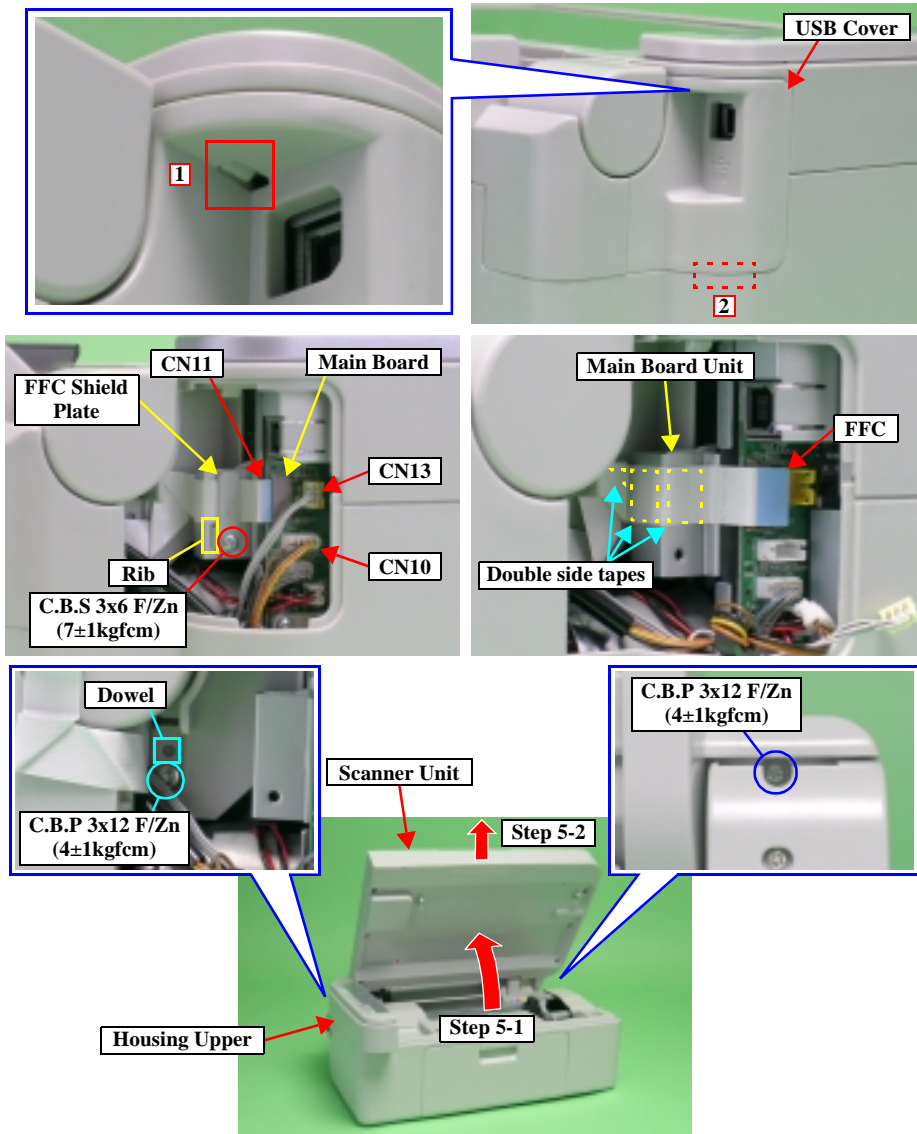 USB Cover
1
2
CN11
Main Board
FFC Shield
Plate
CN13
CN10
Rib
C.B.S 3x6 F/Zn
(7±1kgfcm)
Main Board Unit
FFC
Double side tapes
Dowel
C.B.P 3x12 F/Zn
(4±1kgfcm)
C.B.P 3x12 F/Zn
(4±1kgfcm)
Scanner Unit
Step 5-2
Step 5-1
Housing Upper